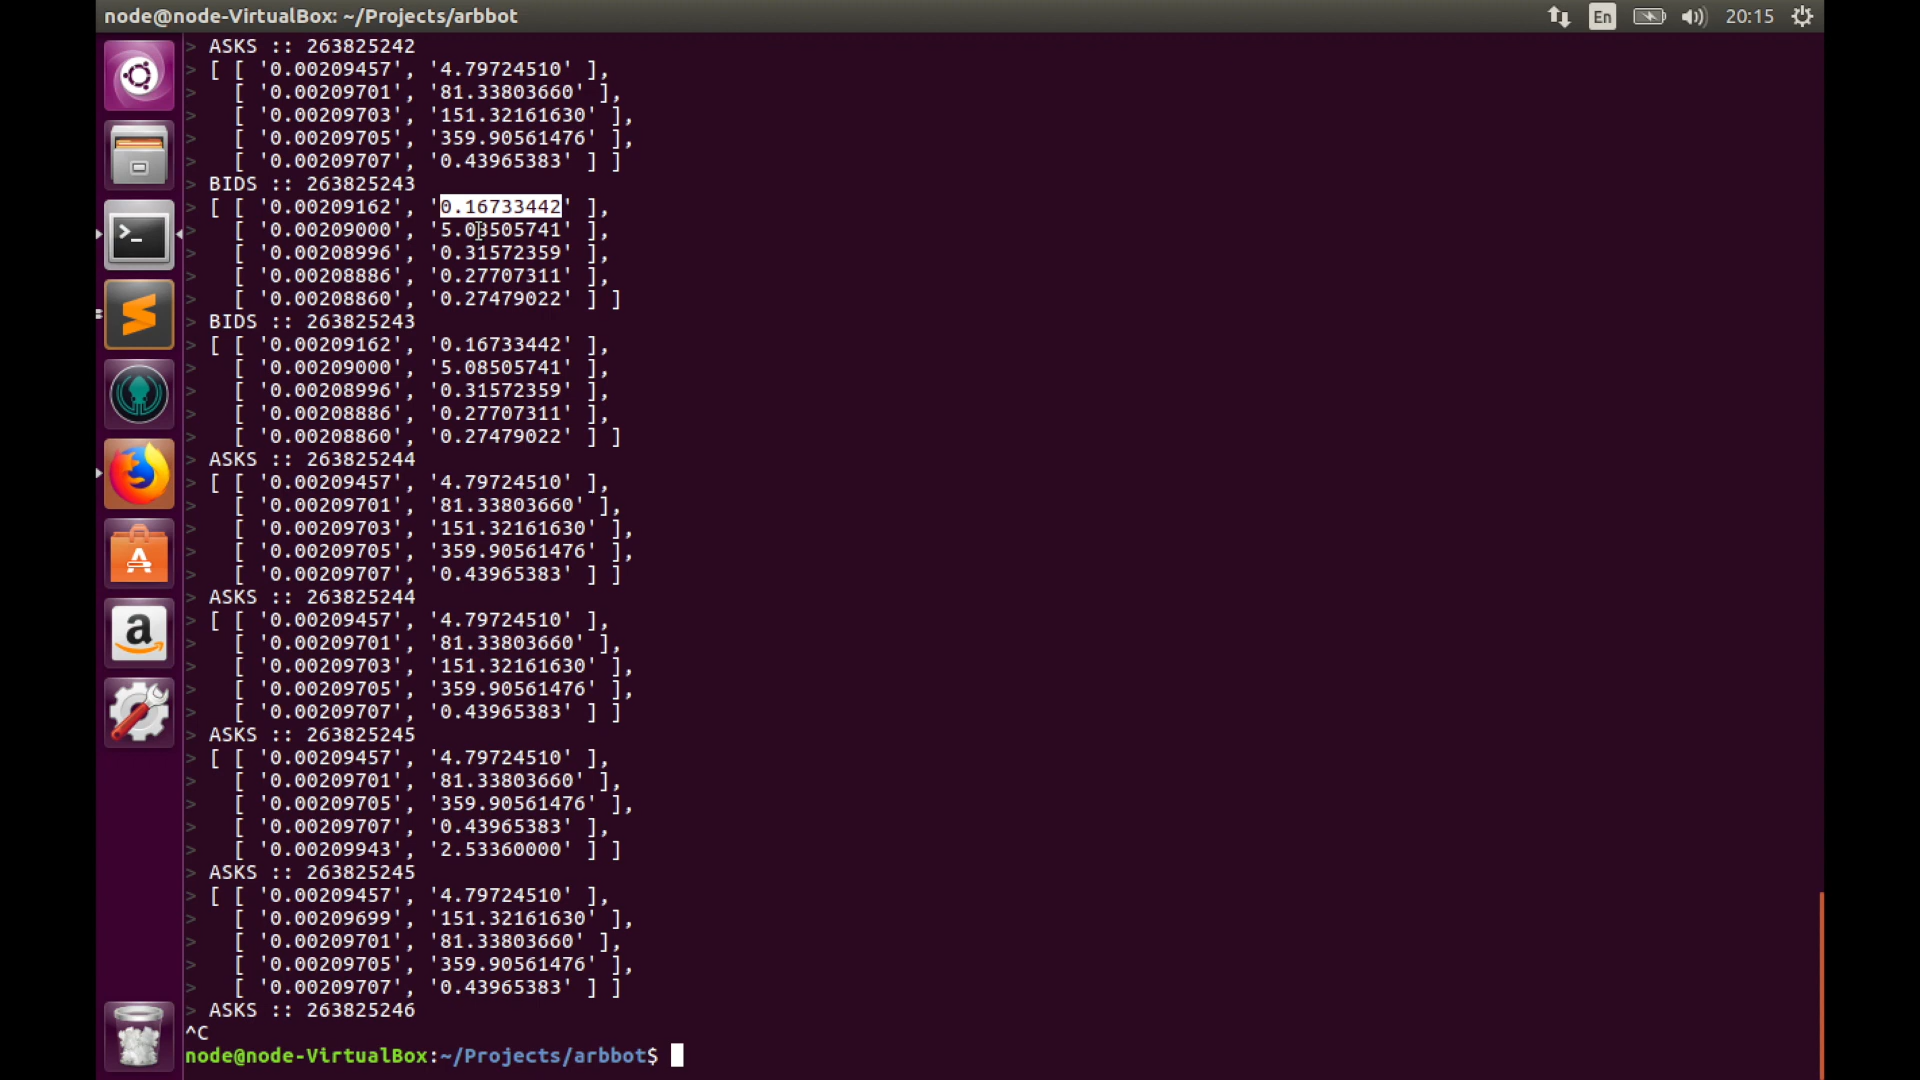 node@node-VirtualBox: ~/Projects/arbbot
En
20:15
> ASKS :: 263825242
> [ [ '0.00209457', '4.79724510' ],
>   [ '0.00209701', '81.33803660' ],
>   [ '0.00209703', '151.32161630' ],
>   [ '0.00209705', '359.90561476' ],
>   [ '0.00209707', '0.43965383' ] ]
> BIDS :: 263825243
> [ [ '0.00209162', '0.16733442' ],
>   [ '0.00209000', '5.08505741' ],
>   [ '0.00208996', '0.31572359' ],
>   [ '0.00208886', '0.27707311' ],
>   [ '0.00208860', '0.27479022' ] ]
> BIDS :: 263825243
> [ [ '0.00209162', '0.16733442' ],
>   [ '0.00209000', '5.08505741' ],
>   [ '0.00208996', '0.31572359' ],
>   [ '0.00208886', '0.27707311' ],
>   [ '0.00208860', '0.27479022' ] ]
> ASKS :: 263825244
> [ [ '0.00209457', '4.79724510' ],
>   [ '0.00209701', '81.33803660' ],
>   [ '0.00209703', '151.32161630' ],
>   [ '0.00209705', '359.90561476' ],
>   [ '0.00209707', '0.43965383' ] ]
> ASKS :: 263825244
> [ [ '0.00209457', '4.79724510' ],
>   [ '0.00209701', '81.33803660' ],
>   [ '0.00209703', '151.32161630' ],
>   [ '0.00209705', '359.90561476' ],
>   [ '0.00209707', '0.43965383' ] ]
> ASKS :: 263825245
> [ [ '0.00209457', '4.79724510' ],
>   [ '0.00209701', '81.33803660' ],
>   [ '0.00209705', '359.90561476' ],
>   [ '0.00209707', '0.43965383' ],
>   [ '0.00209943', '2.53360000' ] ]
> ASKS :: 263825245
> [ [ '0.00209457', '4.79724510' ],
>   [ '0.00209699', '151.32161630' ],
>   [ '0.00209701', '81.33803660' ],
>   [ '0.00209705', '359.90561476' ],
>   [ '0.00209707', '0.43965383' ] ]
> ASKS :: 263825246
^C
node@node-VirtualBox:~/Projects/arbbot$